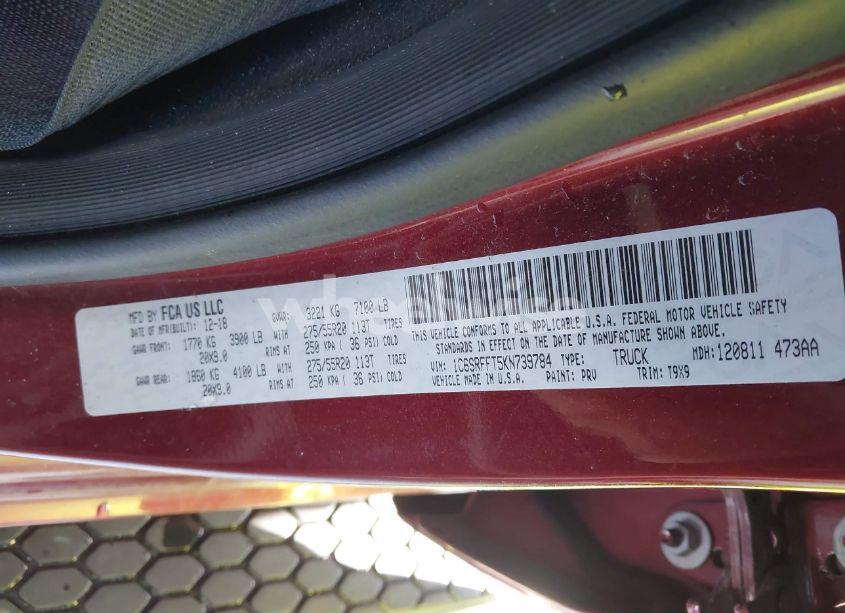 MFD BY FCA US LLC
DATE OF MFR(BUILT): 12-18 GVWR: 3221 KG 7100 LB
GAWR FRONT: 1770 KG 3900 LB WITH 275/55R20 113T TIRES
20X9.0 RIMS AT 250 KPA ( 36 PSI) COLD
GAWR REAR: 1860 KG 4100 LB WITH 275/55R20 113T TIRES
20X9.0 RIMS AT 250 KPA ( 36 PSI) COLD
THIS VEHICLE CONFORMS TO ALL APPLICABLE U.S.A. FEDERAL MOTOR VEHICLE SAFETY
STANDARDS IN EFFECT ON THE DATE OF MANUFACTURE SHOWN ABOVE.
VIN: 1C6SRFFT5KN739784 TYPE: TRUCK MDH: 120811 473AA
VEHICLE MADE IN U.S.A. PAINT: PRV TRIM: T9X9